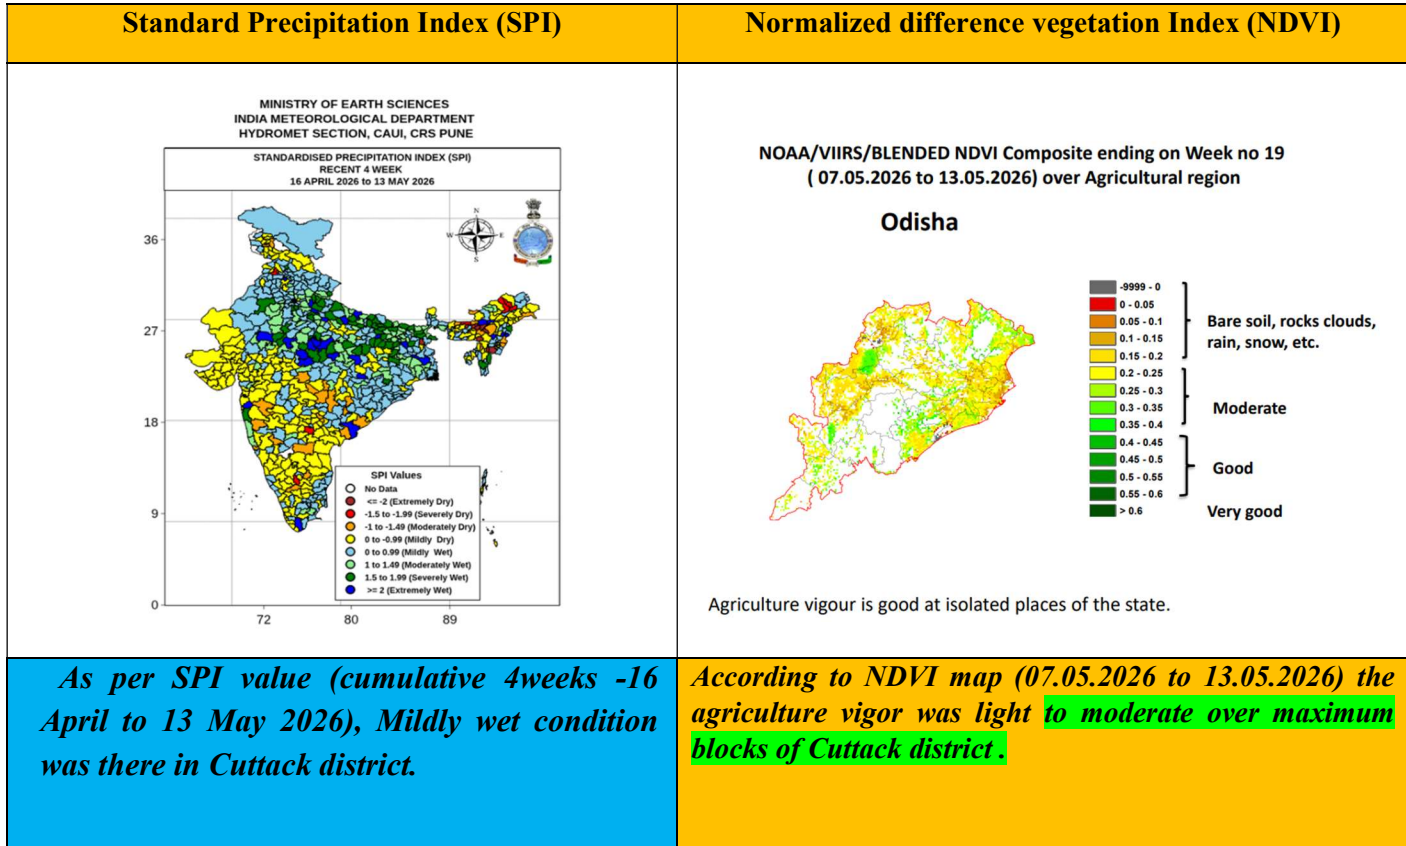 Standard Precipitation Index (SPI)
Normalized difference vegetation Index (NDVI)
MINISTRY OF EARTH SCIENCES
INDIA METEOROLOGICAL DEPARTMENT
HYDROMET SECTION, CAUI, CRS PUNE
STANDARDISED PRECIPITATION INDEX (SPI)
RECENT 4 WEEK
16 APRIL 2026 to 13 MAY 2026
N
W
E
S
36
27
18
9
0
72
80
89
SPI Values
No Data
<= -2 (Extremely Dry)
-1.5 to -1.99 (Severely Dry)
-1 to -1.49 (Moderately Dry)
0 to -0.99 (Mildly Dry)
0 to 0.99 (Mildly Wet)
1 to 1.49 (Moderately Wet)
1.5 to 1.99 (Severely Wet)
>= 2 (Extremely Wet)
NOAA/VIIRS/BLENDED NDVI Composite ending on Week no 19
( 07.05.2026 to 13.05.2026) over Agricultural region
Odisha
-9999 - 0
0 - 0.05
0.05 - 0.1
0.1 - 0.15
0.15 - 0.2
0.2 - 0.25
0.25 - 0.3
0.3 - 0.35
0.35 - 0.4
0.4 - 0.45
0.45 - 0.5
0.5 - 0.55
0.55 - 0.6
> 0.6
Bare soil, rocks clouds,
rain, snow, etc.
Moderate
Good
Very good
Agriculture vigour is good at isolated places of the state.
As per SPI value (cumulative 4weeks -16
April to 13 May 2026), Mildly wet condition
was there in Cuttack district.
According to NDVI map (07.05.2026 to 13.05.2026) the
agriculture vigor was light to moderate over maximum
blocks of Cuttack district .